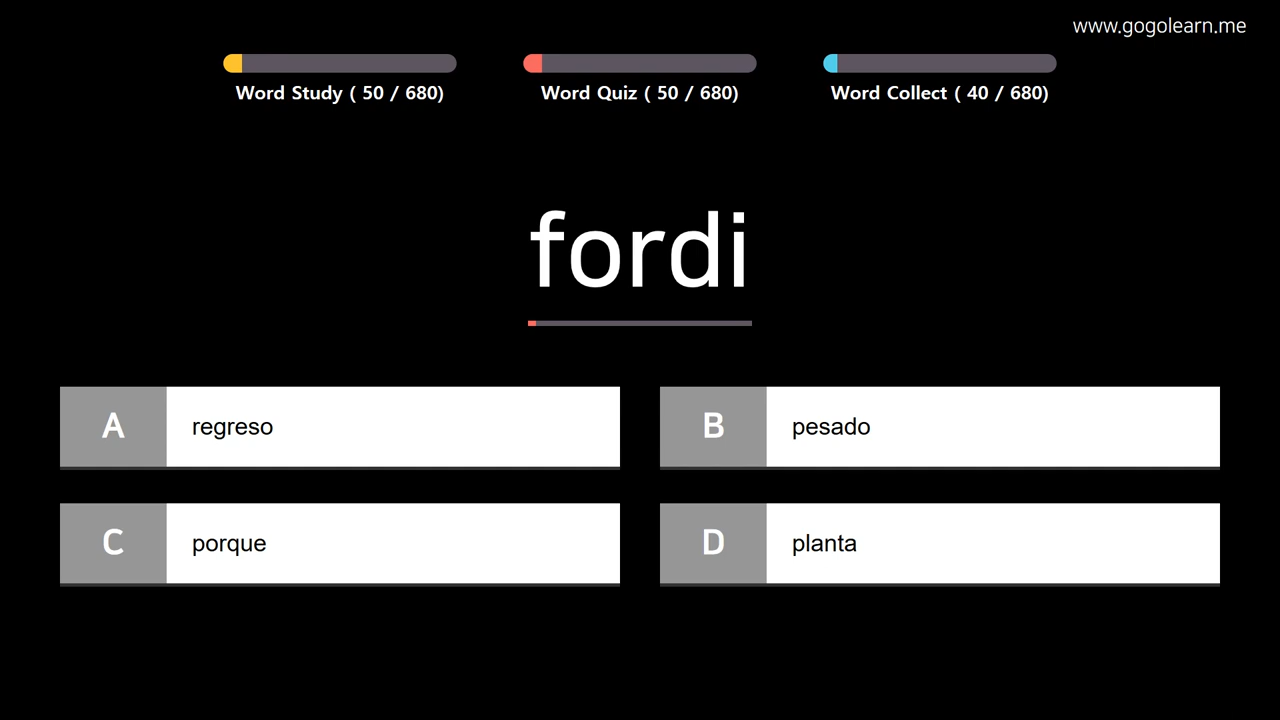 www.gogolearn.me
Word Study ( 50 / 680)
Word Quiz ( 50 / 680)
Word Collect ( 40 / 680)
fordi
A regreso
B pesado
C porque
D planta